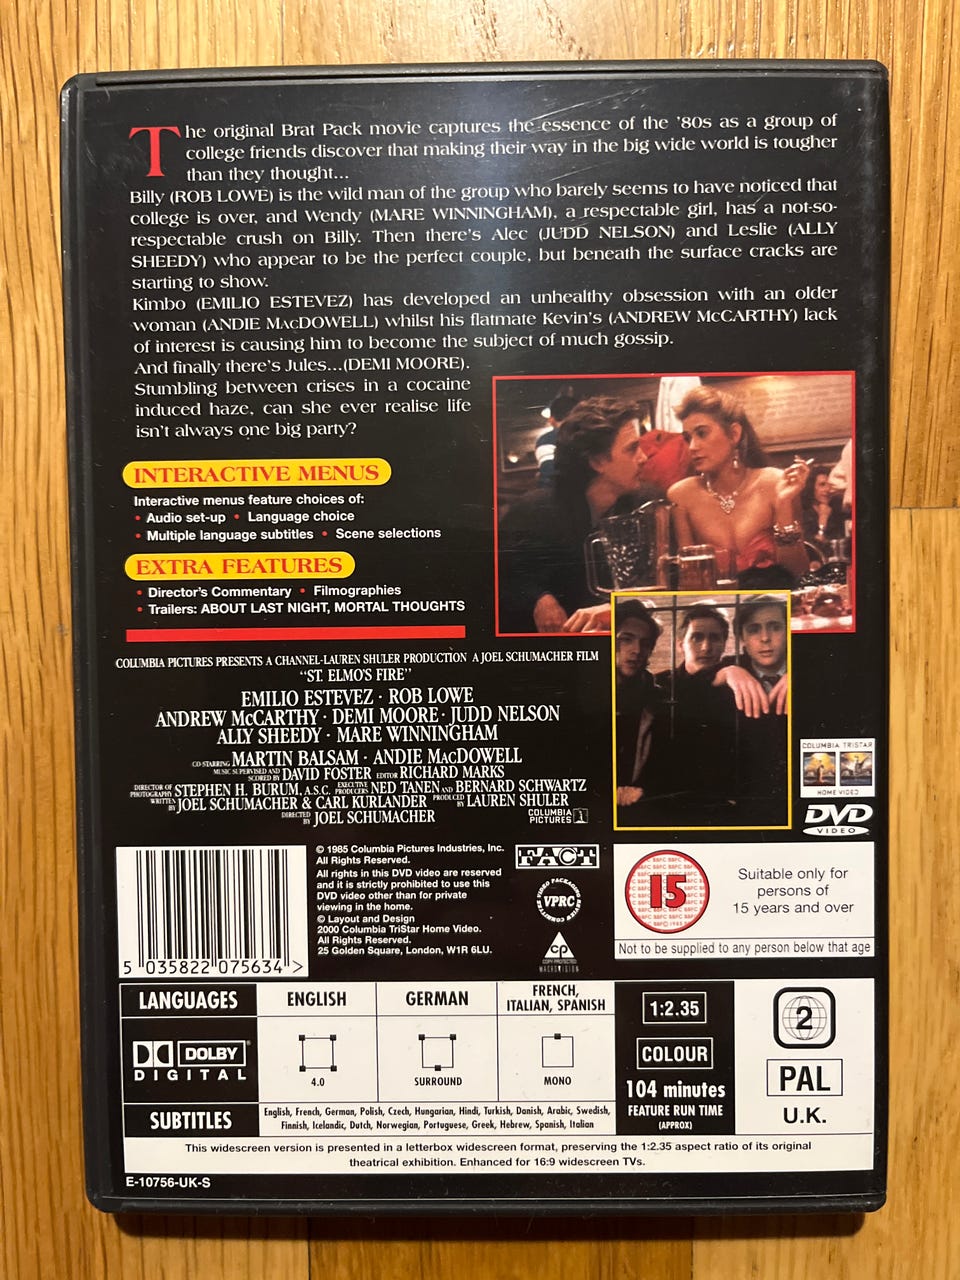 The original Brat Pack movie captures the essence of the '80s as a group of
college friends discover that making their way in the big wide world is tougher
than they thought...
Billy (ROB LOWE) is the wild man of the group who barely seems to have noticed that
college is over, and Wendy (MARE WINNINGHAM), a respectable girl, has a not-so-
respectable crush on Billy. Then there's Alec (JUDD NELSON) and Leslie (ALLY
SHEEDY) who appear to be the perfect couple, but beneath the surface cracks are
starting to show.
Kimbo (EMILIO ESTEVEZ) has developed an unhealthy obsession with an older
woman (ANDIE MacDOWELL) whilst his flatmate Kevin's (ANDREW McCARTHY) lack
of interest is causing him to become the subject of much gossip.
And finally there's Jules...(DEMI MOORE).
Stumbling between crises in a cocaine
induced haze, can she ever realise life
isn't always one big party?
INTERACTIVE MENUS
Interactive menus feature choices of:
• Audio set-up • Language choice
• Multiple language subtitles • Scene selections
EXTRA FEATURES
• Director's Commentary • Filmographies
• Trailers: ABOUT LAST NIGHT, MORTAL THOUGHTS
COLUMBIA PICTURES PRESENTS A CHANNEL-LAUREN SHULER PRODUCTION A JOEL SCHUMACHER FILM
"ST. ELMO'S FIRE"
EMILIO ESTEVEZ · ROB LOWE
ANDREW McCARTHY · DEMI MOORE · JUDD NELSON
ALLY SHEEDY · MARE WINNINGHAM
CO-STARRING MARTIN BALSAM · ANDIE MacDOWELL
MUSIC SUPERVISED AND SCORED BY DAVID FOSTER EDITOR RICHARD MARKS
DIRECTOR OF PHOTOGRAPHY STEPHEN H. BURUM, A.S.C. EXECUTIVE PRODUCERS NED TANEN AND BERNARD SCHWARTZ
WRITTEN BY JOEL SCHUMACHER & CARL KURLANDER PRODUCED BY LAUREN SHULER
DIRECTED BY JOEL SCHUMACHER
COLUMBIA
PICTURES
COLUMBIA TRISTAR
HOME VIDEO
DVD
VIDEO
5 035822 075634 >
© 1985 Columbia Pictures Industries, Inc.
All Rights Reserved.
All rights in this DVD video are reserved
and it is strictly prohibited to use this
DVD video other than for private
viewing in the home.
© Layout and Design
2000 Columbia TriStar Home Video.
All Rights Reserved.
25 Golden Square, London, W1R 6LU.
FACT
VIDEO PACKAGING REVIEW COMMITTEE
VPRC
CP
COPY PROTECTED
MACROVISION
15
Suitable only for
persons of
15 years and over
Not to be supplied to any person below that age
LANGUAGES
ENGLISH
GERMAN
FRENCH,
ITALIAN, SPANISH
DOLBY
DIGITAL
4.0
SURROUND
MONO
SUBTITLES
English, French, German, Polish, Czech, Hungarian, Hindi, Turkish, Danish, Arabic, Swedish,
Finnish, Icelandic, Dutch, Norwegian, Portuguese, Greek, Hebrew, Spanish, Italian
1:2.35
COLOUR
104 minutes
FEATURE RUN TIME
(APPROX)
2
PAL
U.K.
This widescreen version is presented in a letterbox widescreen format, preserving the 1:2.35 aspect ratio of its original
theatrical exhibition. Enhanced for 16:9 widescreen TVs.
E-10756-UK-S